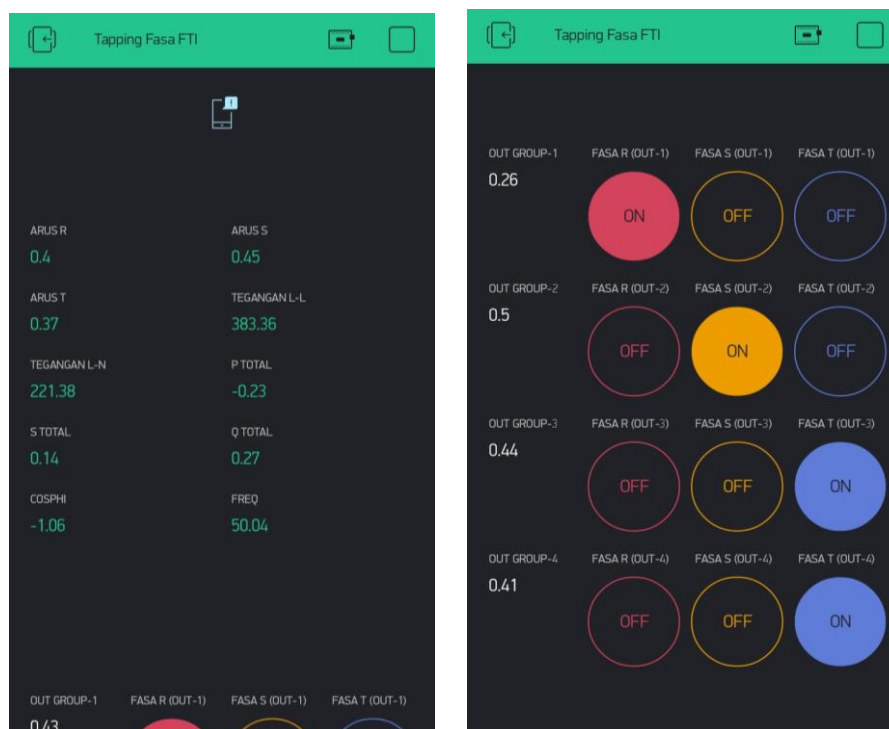 Tapping Fasa FTI
ARUS R ARUS S
0.4 0.45
ARUS T TEGANGAN L-L
0.37 383.36
TEGANGAN L-N P TOTAL
221.38 -0.23
S TOTAL Q TOTAL
0.14 0.27
COSPHI FREQ
-1.06 50.04
OUT GROUP-1 FASA R (OUT-1) FASA S (OUT-1) FASA T (OUT-1)
0.43
Tapping Fasa FTI
OUT GROUP-1 FASA R (OUT-1) FASA S (OUT-1) FASA T (OUT-1)
0.26
ON OFF OFF
OUT GROUP-2 FASA R (OUT-2) FASA S (OUT-2) FASA T (OUT-2)
0.5
OFF ON OFF
OUT GROUP-3 FASA R (OUT-3) FASA S (OUT-3) FASA T (OUT-3)
0.44
OFF OFF ON
OUT GROUP-4 FASA R (OUT-4) FASA S (OUT-4) FASA T (OUT-4)
0.41
OFF OFF ON